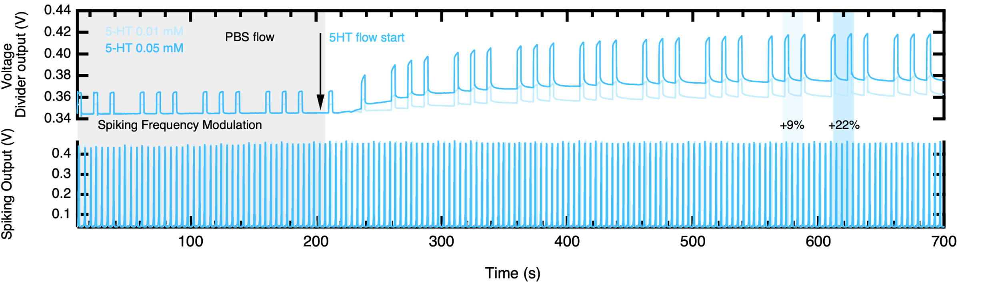 Voltage
Divider output (V)
0.44
0.42
0.40
0.38
0.36
0.34
5-HT 0.01 mM
5-HT 0.05 mM
PBS flow
5HT flow start
Spiking Frequency Modulation
+9%
+22%
Spiking Output (V)
0.4
0.3
0.2
0.1
100
200
300
400
500
600
700
Time (s)